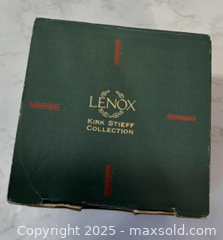 LENOX
KIRK STIEFF
COLLECTION
Copyright 2025 - maxsold.com